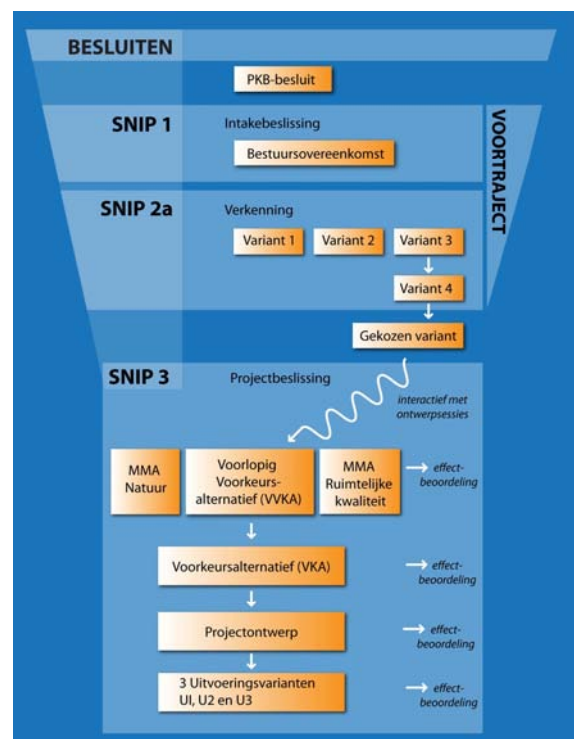 BESLUITEN
PKB-besluit
SNIP 1
Intakebeslissing
Bestuursovereenkomst
VOORTRAJECT
SNIP 2a
Verkenning
Variant 1
Variant 2
Variant 3
Variant 4
Gekozen variant
SNIP 3
Projectbeslissing
interactief met
ontwerpsessies
MMA
Natuur
Voorlopig
Voorkeurs-
alternatief (VVKA)
MMA
Ruimtelijke
kwaliteit
effect-
beoordeling
Voorkeursalternatief (VKA)
effect-
beoordeling
Projectontwerp
effect-
beoordeling
3 Uitvoeringsvarianten
UI, U2 en U3
effect-
beoordeling